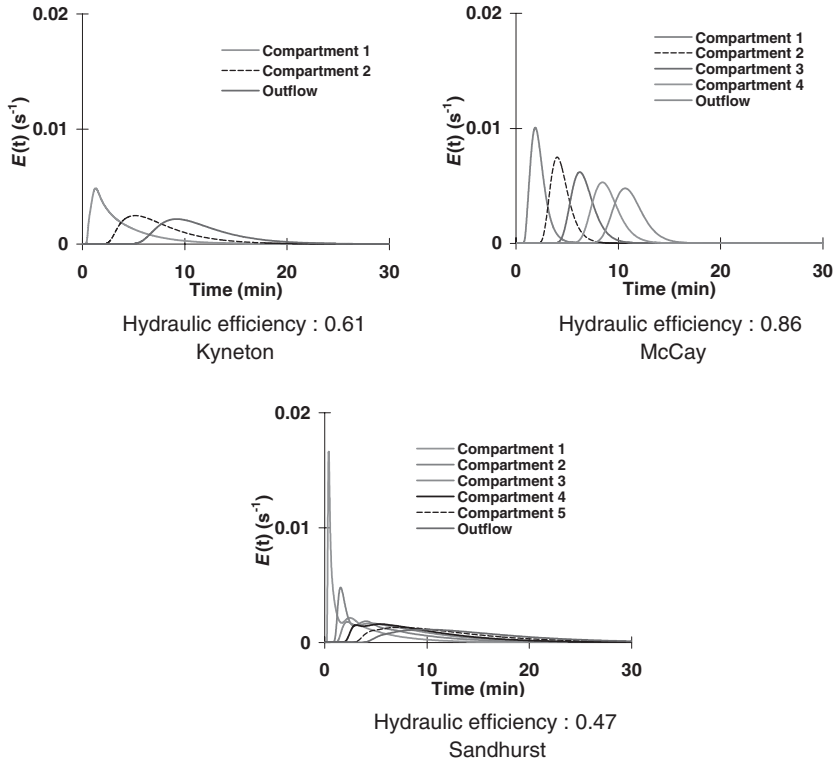 0.02
0.01
0
E(t) (s-1)
Compartment 1
Compartment 2
Outflow
0 10 20 30
Time (min)
Hydraulic efficiency : 0.61
Kyneton
0.02
0.01
0
E(t) (s-1)
Compartment 1
Compartment 2
Compartment 3
Compartment 4
Outflow
0 10 20 30
Time (min)
Hydraulic efficiency : 0.86
McCay
0.02
0.01
0
E(t) (s-1)
Compartment 1
Compartment 2
Compartment 3
Compartment 4
Compartment 5
Outflow
0 10 20 30
Time (min)
Hydraulic efficiency : 0.47
Sandhurst